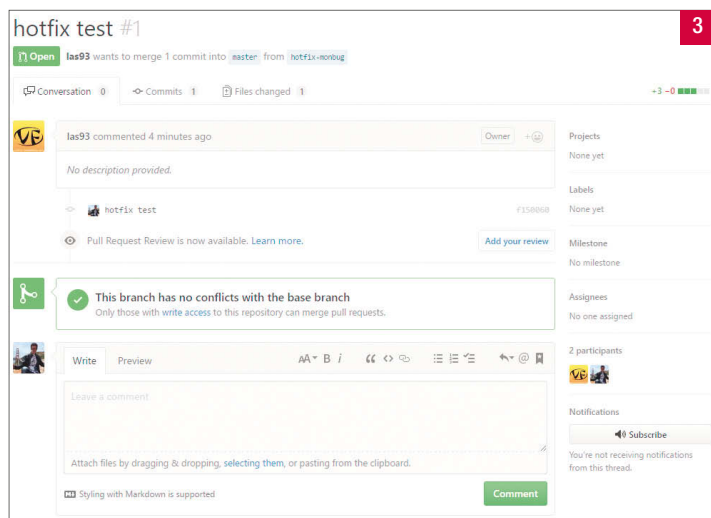 hotfix test #1
3
Open las93 wants to merge 1 commit into master from hotfix-monbug
Conversation 0 Commits 1 Files changed 1 +3 −0
las93 commented 4 minutes ago Owner
No description provided.
hotfix test f150060
Pull Request Review is now available. Learn more. Add your review
This branch has no conflicts with the base branch
Only those with write access to this repository can merge pull requests.
Write Preview AA B i
Leave a comment
Attach files by dragging & dropping, selecting them, or pasting from the clipboard.
Styling with Markdown is supported
Comment
Projects
None yet
Labels
None yet
Milestone
No milestone
Assignees
No one assigned
2 participants
Notifications
Subscribe
You're not receiving notifications
from this thread.